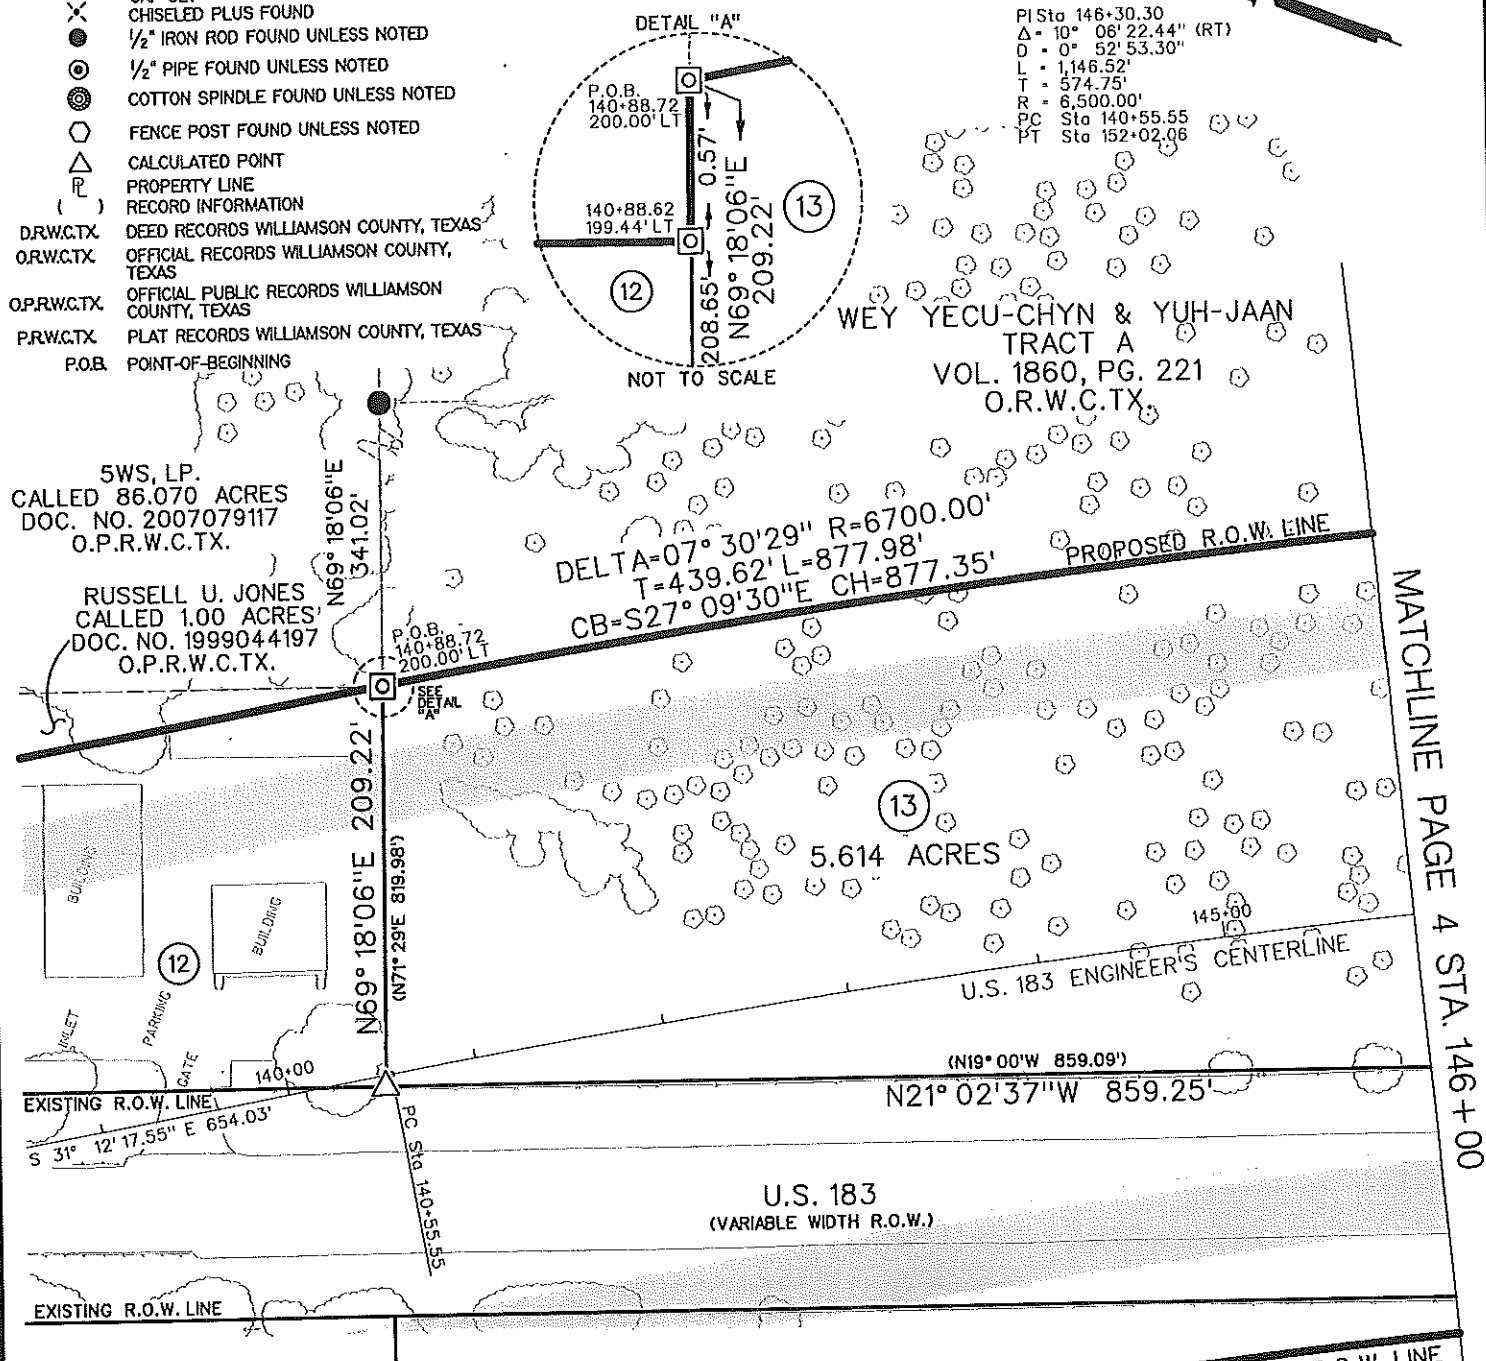 CHISELED PLUS FOUND
1/2" IRON ROD FOUND UNLESS NOTED
1/2" PIPE FOUND UNLESS NOTED
COTTON SPINDLE FOUND UNLESS NOTED
FENCE POST FOUND UNLESS NOTED
CALCULATED POINT
PL PROPERTY LINE
( ) RECORD INFORMATION
D.R.W.C.TX. DEED RECORDS WILLIAMSON COUNTY, TEXAS
O.R.W.C.TX. OFFICIAL RECORDS WILLIAMSON COUNTY,
TEXAS
O.P.R.W.C.TX. OFFICIAL PUBLIC RECORDS WILLIAMSON
COUNTY, TEXAS
P.R.W.C.TX. PLAT RECORDS WILLIAMSON COUNTY, TEXAS
P.O.B. POINT-OF-BEGINNING
DETAIL "A"
P.O.B.
140+88.72
200.00' LT
0.57'
N69°18'06"E
209.22'
13
140+88.62
199.44' LT
12
208.65'
NOT TO SCALE
PI Sta 146+30.30
Δ = 10° 06' 22.44" (RT)
D = 0° 52' 53.30"
L = 1,146.52'
T = 574.75'
R = 6,500.00'
PC Sta 140+55.55
PT Sta 152+02.06
WEY YECU-CHYN & YUH-JAAN
TRACT A
VOL. 1860, PG. 221
O.R.W.C.TX.
5WS, LP.
CALLED 86.070 ACRES
DOC. NO. 2007079117
O.P.R.W.C.TX.
N69°18'06"E
341.02'
RUSSELL U. JONES
CALLED 1.00 ACRES
DOC. NO. 1999044197
O.P.R.W.C.TX.
DELTA=07°30'29" R=6700.00'
T=439.62' L=877.98'
CB=S27°09'30"E CH=877.35'
PROPOSED R.O.W. LINE
P.O.B.
140+88.72
200.00' LT
SEE
DETAIL
"A"
N69°18'06"E 209.22'
(N71°29'E 819.98')
13
5.614 ACRES
BUILDING
BUILDING
12
INLET
PARKING
GATE
145+00
U.S. 183 ENGINEER'S CENTERLINE
MATCHLINE PAGE 4 STA. 146+00
140+00
(N19°00'W 859.09')
N21°02'37"W 859.25'
EXISTING R.O.W. LINE
S 31° 12' 17.55" E 654.03'
PC Sta 140+55.55
U.S. 183
(VARIABLE WIDTH R.O.W.)
EXISTING R.O.W. LINE
LINE